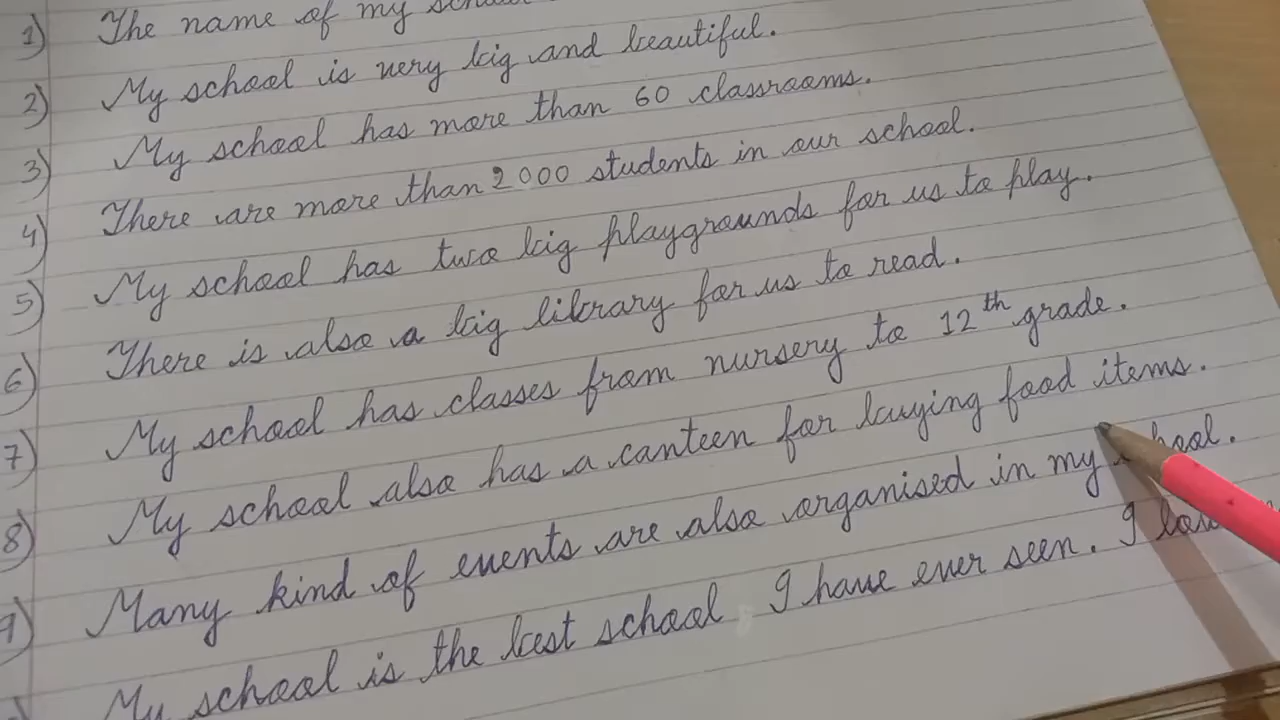 1) The name of my
2) My school is very big and beautiful.
3) My school has more than 60 classrooms.
4) There are more than 2000 students in our school.
5) My school has two big playgrounds for us to play.
6) There is also a big library for us to read.
7) My school has classes from nursery to 12th grade.
8) My school also has a canteen for buying food items.
9) Many kind of events are also organised in my school.
My school is the best school I have ever seen. I